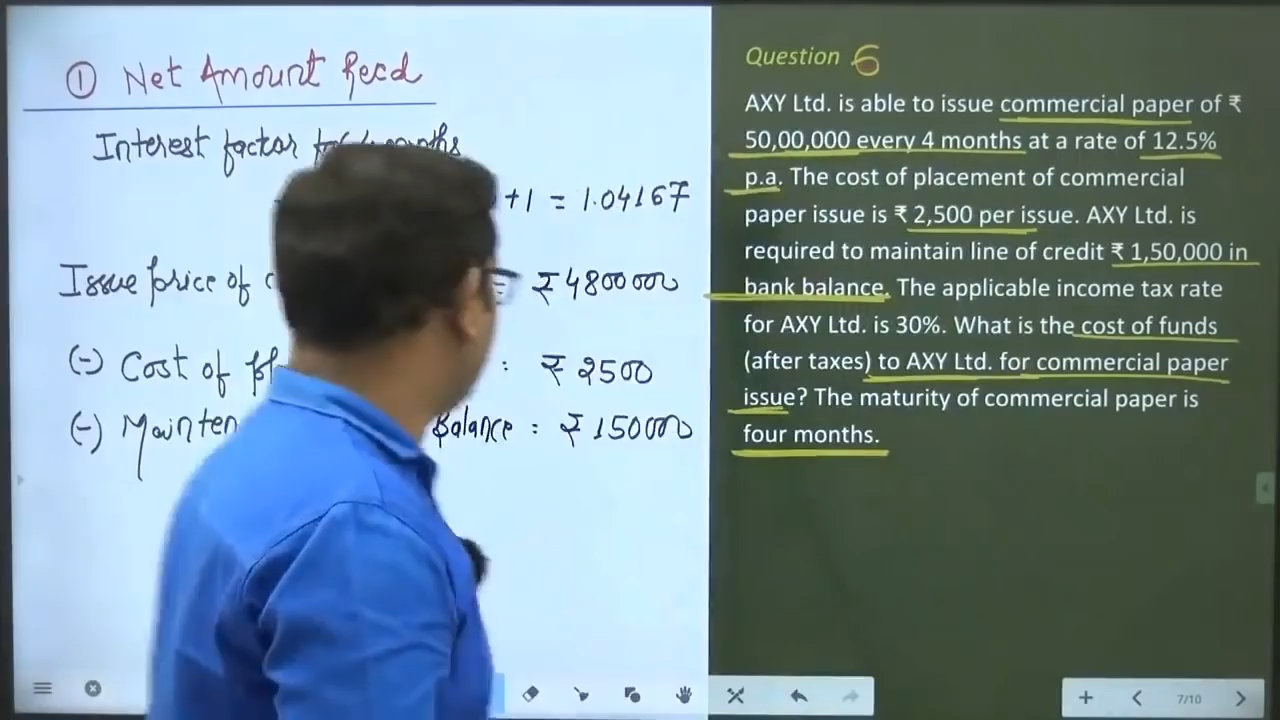 ① Net Amount Recd
Interest factor
+1 = 1.04167
Issue price of
₹ 4800000
(-) Cost of
: ₹ 2500
(-)
Balance : ₹ 150000
Question 6
AXY Ltd. is able to issue commercial paper of ₹
50,00,000 every 4 months at a rate of 12.5%
p.a. The cost of placement of commercial
paper issue is ₹ 2,500 per issue. AXY Ltd. is
required to maintain line of credit ₹ 1,50,000 in
bank balance. The applicable income tax rate
for AXY Ltd. is 30%. What is the cost of funds
(after taxes) to AXY Ltd. for commercial paper
issue? The maturity of commercial paper is
four months.
7/10